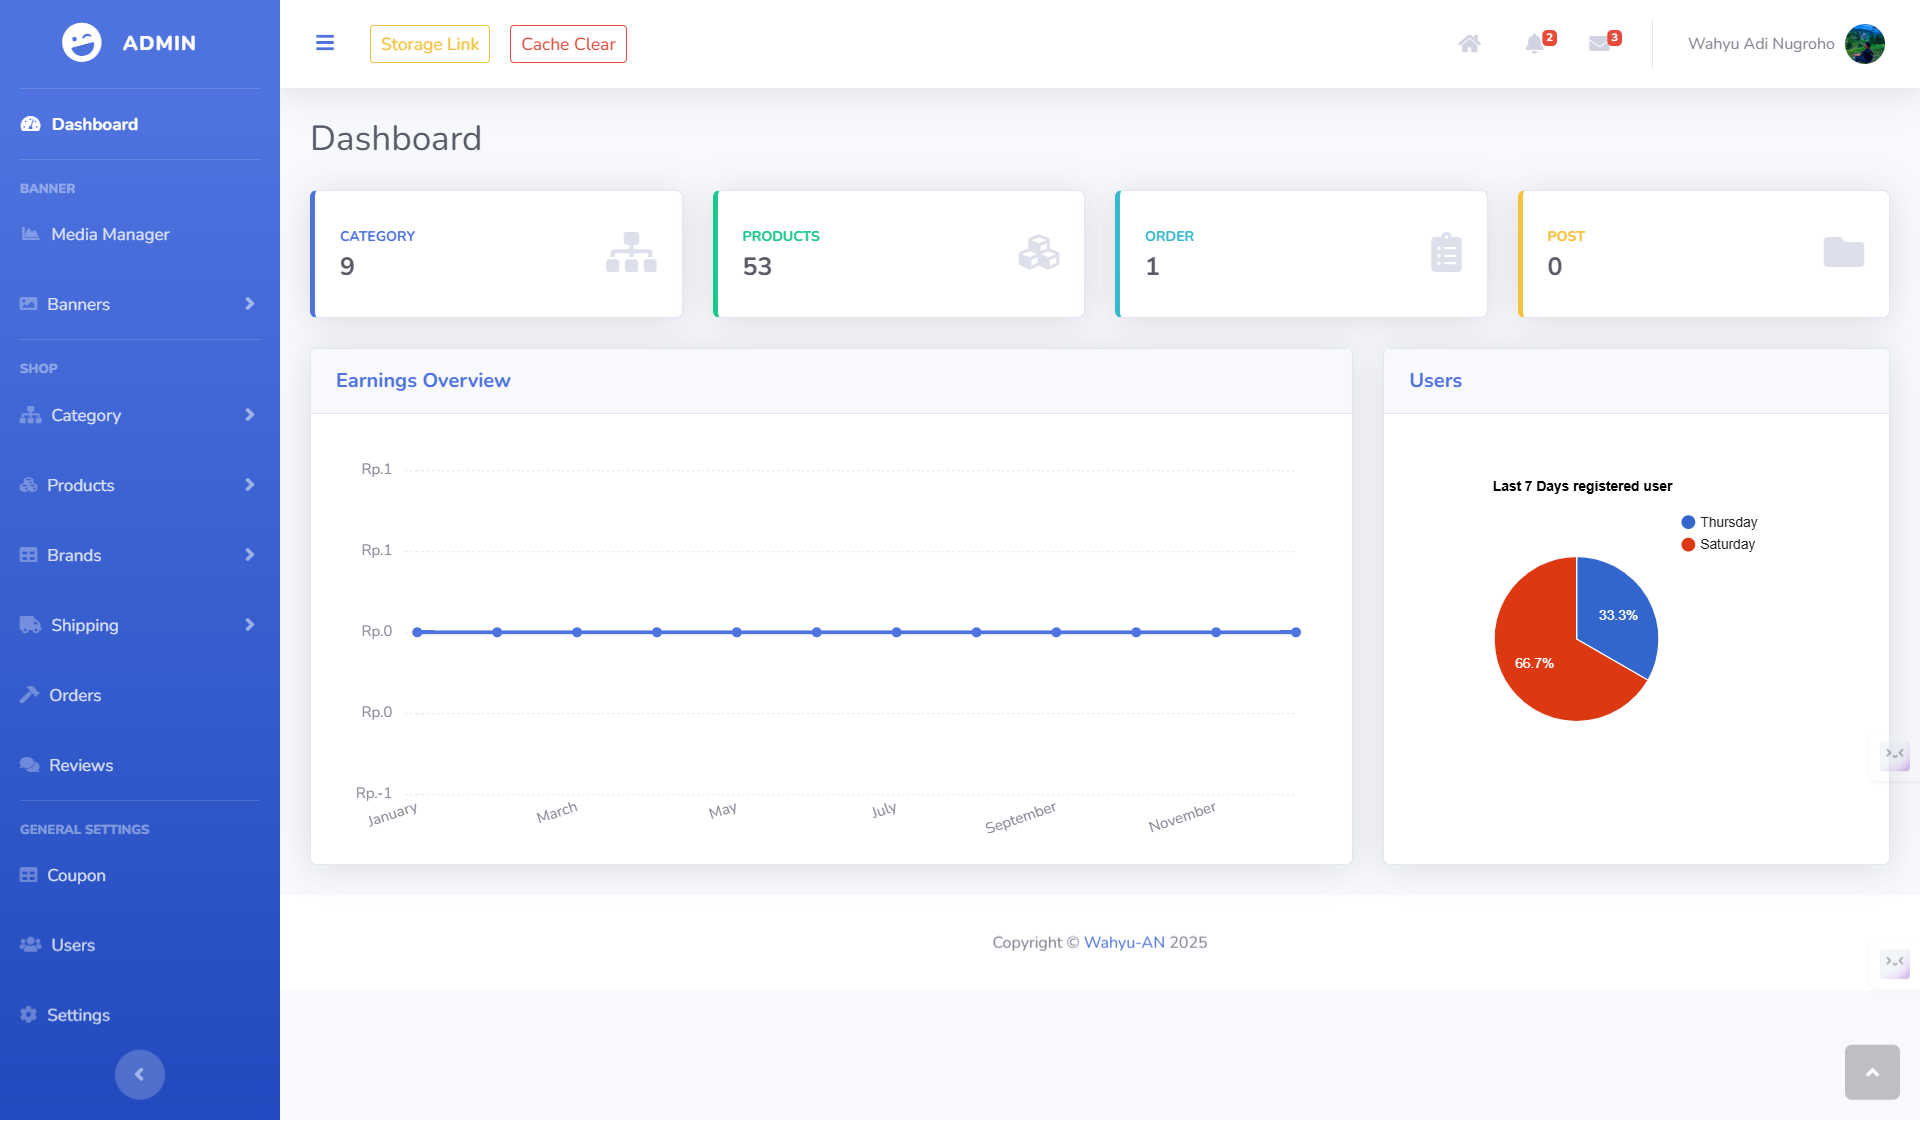 ADMIN
Dashboard
BANNER
Media Manager
Banners
SHOP
Category
Products
Brands
Shipping
Orders
Reviews
GENERAL SETTINGS
Coupon
Users
Settings
Storage Link
Cache Clear
2
3
Wahyu Adi Nugroho
Dashboard
CATEGORY
9
PRODUCTS
53
ORDER
1
POST
0
Earnings Overview
Rp.1
Rp.1
Rp.0
Rp.0
Rp.-1
January
March
May
July
September
November
Users
Last 7 Days registered user
Thursday
Saturday
33.3%
66.7%
Copyright © Wahyu-AN 2025